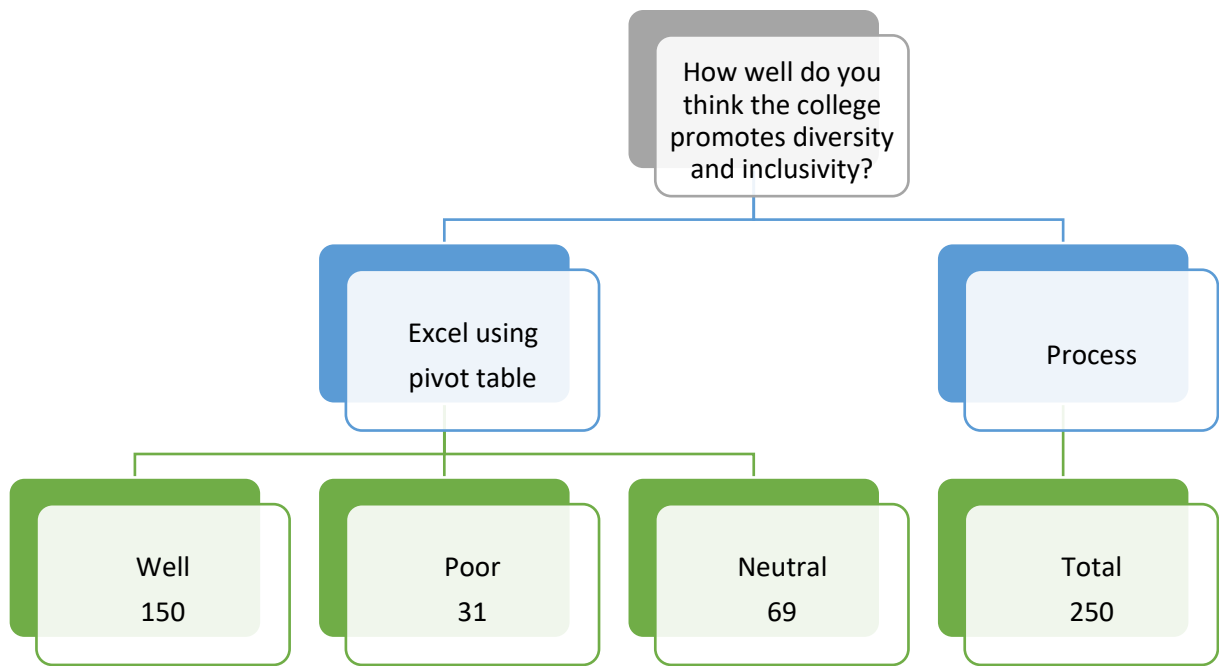 How well do you
think the college
promotes diversity
and inclusivity?
Excel using
pivot table
Process
Well
150
Poor
31
Neutral
69
Total
250